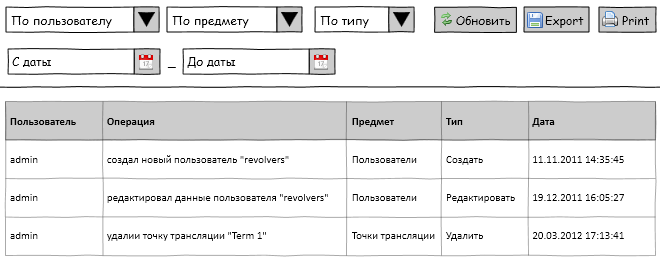 По пользователю По предмету По типу Обновить Export Print
С даты _ До даты
Пользователь Операция Предмет Тип Дата
admin создал новый пользователь "revolvers" Пользователи Создать 11.11.2011 14:35:45
admin редактировал данные пользователя "revolvers" Пользователи Редактировать 19.12.2011 16:05:27
admin удалии точку трансляции "Term 1" Точки трансляции Удалить 20.03.2012 17:13:41